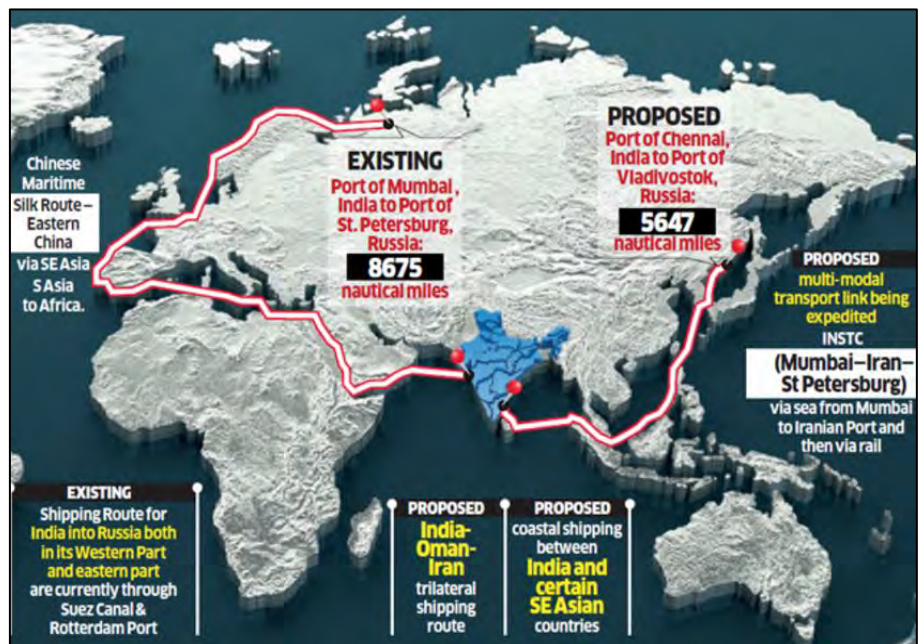 Chinese
Maritime
Silk Route –
Eastern
China
via SE Asia
S Asia
to Africa.
EXISTING
Port of Mumbai,
India to Port of
St. Petersburg,
Russia:
8675
nautical miles
PROPOSED
Port of Chennai,
India to Port of
Vladivostok,
Russia:
5647
nautical miles
PROPOSED
multi-modal
transport link being
expedited
INSTC
(Mumbai–Iran–
St Petersburg)
via sea from Mumbai
to Iranian Port and
then via rail
EXISTING
Shipping Route for
India into Russia both
in its Western Part
and eastern part
are currently through
Suez Canal &
Rotterdam Port
PROPOSED
India-
Oman-
Iran
trilateral
shipping
route
PROPOSED
coastal shipping
between
India and
certain
SE Asian
countries